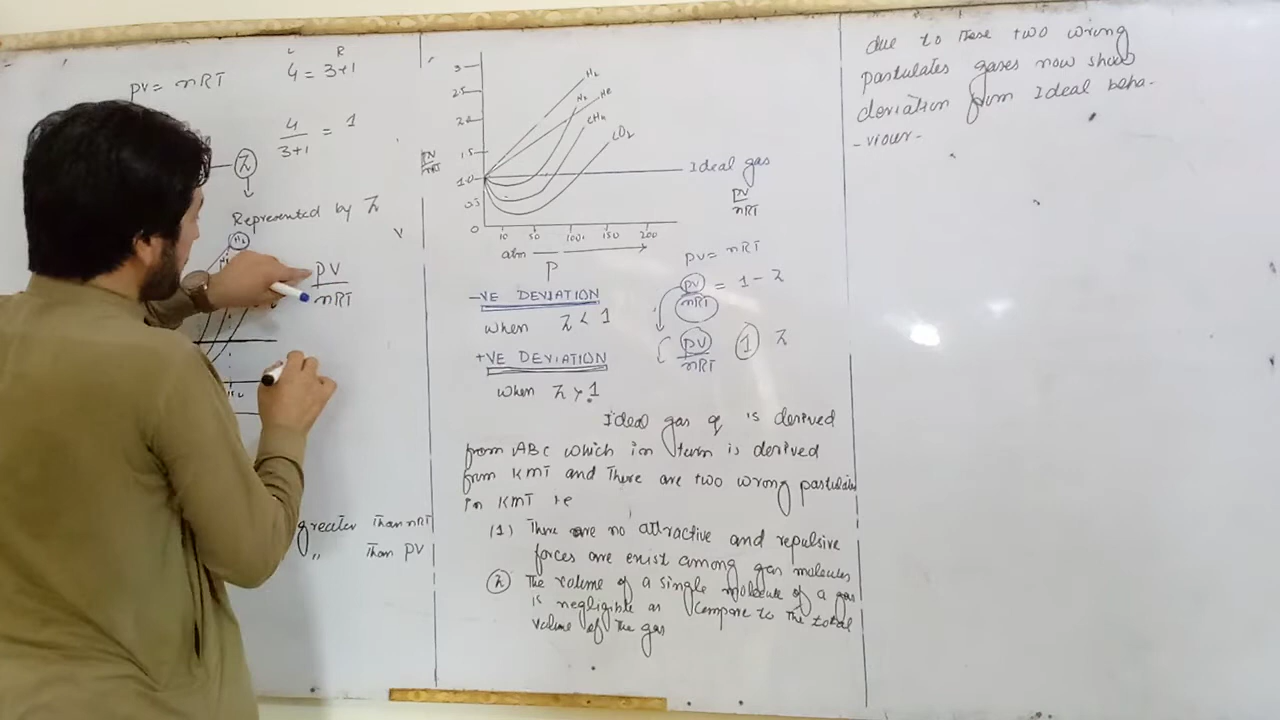 PV = nRT
L R
4 = 3+1
4
3+1
= 1
Z
Represented by Z
H₂
V
PV
nRT
greater Than nRT
" Than PV
3
2.5
2.0
1.5
1.0
0.5
0
PV
nRT
H₂
N₂
He
CH₄
CO₂
Ideal gas
PV
nRT
10 50 100 150 200
atm
P
-VE DEVIATION
when Z < 1
+VE DEVIATION
when Z > 1
PV = nRT
PV
nRT
= 1 - Z
PV
nRT
1 Z
Ideal gas q is derived
from ABC which in turn is derived
from KMT and There are two wrong pastulates
in KMT ie
(1) There are no attractive and repulsive
forces are exist among gas molecules
(2) The volume of a single molecule of a gas
is negligible as compare to the total
volume of the gas
due to these two wrong
pastulates gases now show
deviation from Ideal beha-
-viour-